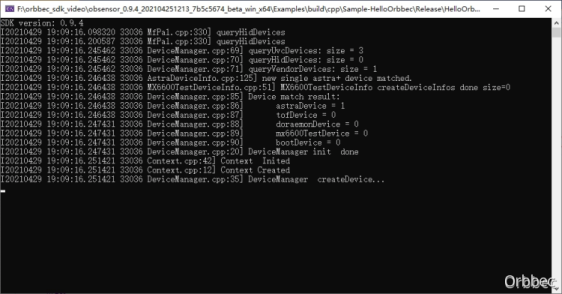 F:\orbbec_sdk_video\obsensor_0.9.4_202104251213_7b5c5674_beta_win_x64\Examples\build\cpp\Sample-HelloOrbbec\Release\HelloOrb...
SDK version: 0.9.4
I20210429 19:09:16.098320 33036 MfPal.cpp:330] queryHidDevices
I20210429 19:09:16.200587 33036 MfPal.cpp:330] queryHidDevices
I20210429 19:09:16.245462 33036 DeviceManager.cpp:69] queryUvcDevices: size = 3
I20210429 19:09:16.245462 33036 DeviceManager.cpp:70] queryHidDevices: size = 0
I20210429 19:09:16.245462 33036 DeviceManager.cpp:71] queryVendorDevices: size = 1
I20210429 19:09:16.246438 33036 AstraDeviceInfo.cpp:125] new single astra+ device matched.
I20210429 19:09:16.246438 33036 MX6600TestDeviceInfo.cpp:51] MX6600TestDeviceInfo createDeviceInfos done size=0
I20210429 19:09:16.246438 33036 DeviceManager.cpp:85] Device match result:
I20210429 19:09:16.247431 33036 DeviceManager.cpp:86] astraDevice = 1
I20210429 19:09:16.247431 33036 DeviceManager.cpp:87] tofDevice = 0
I20210429 19:09:16.247431 33036 DeviceManager.cpp:88] doraemonDevice = 0
I20210429 19:09:16.247431 33036 DeviceManager.cpp:89] mx6600TestDevice = 0
I20210429 19:09:16.247431 33036 DeviceManager.cpp:90] bootDevice = 0
I20210429 19:09:16.247431 33036 DeviceManager.cpp:20] DeviceManager init done
I20210429 19:09:16.251421 33036 Context.cpp:42] Context Inited
I20210429 19:09:16.251421 33036 Context.cpp:12] Context Created
I20210429 19:09:16.251421 33036 DeviceManager.cpp:35] DeviceManager createDevice...
Orbbec